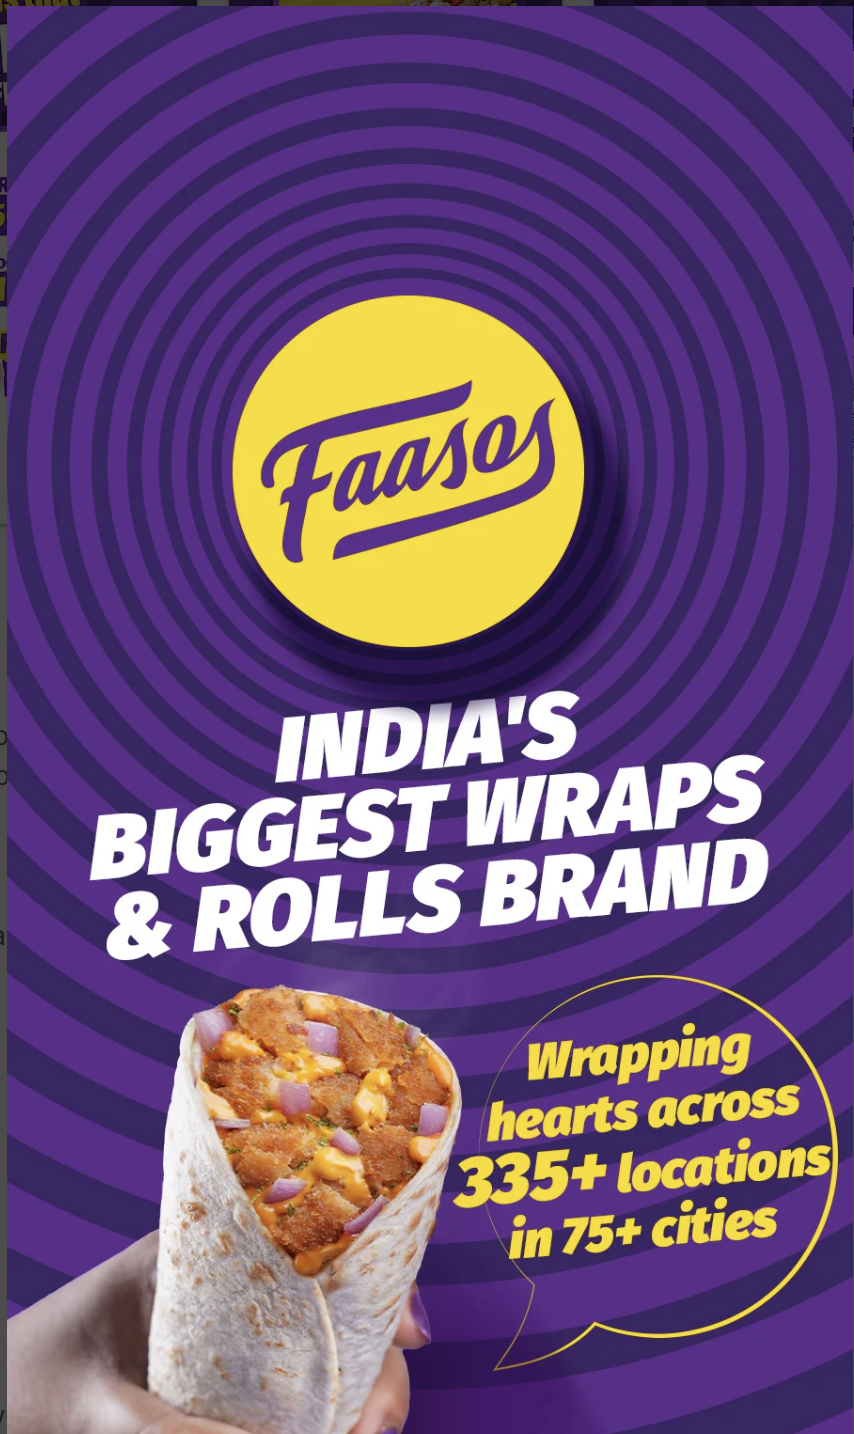 Faasos
INDIA'S
BIGGEST WRAPS
& ROLLS BRAND
Wrapping
hearts across
335+ locations
in 75+ cities